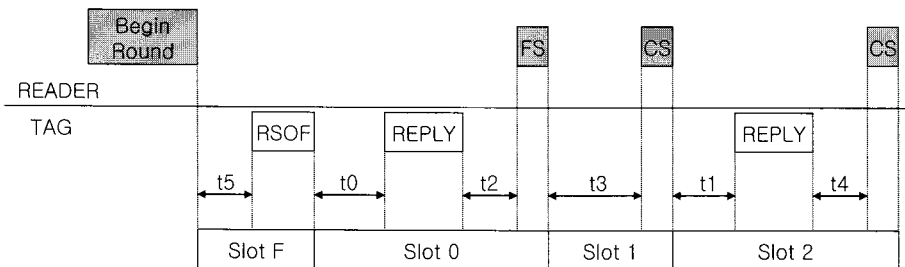 Begin
Round
FS
CS
CS
READER
TAG
RSOF
REPLY
REPLY
t5
t0
t2
t3
t1
t4
Slot F
Slot 0
Slot 1
Slot 2